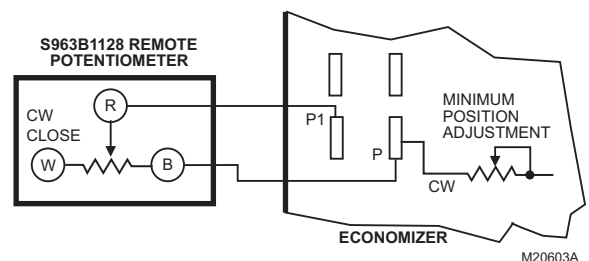 S963B1128 REMOTE
POTENTIOMETER
R
CW
CLOSE
W
B
P1
P
MINIMUM
POSITION
ADJUSTMENT
CW
ECONOMIZER
M20603A